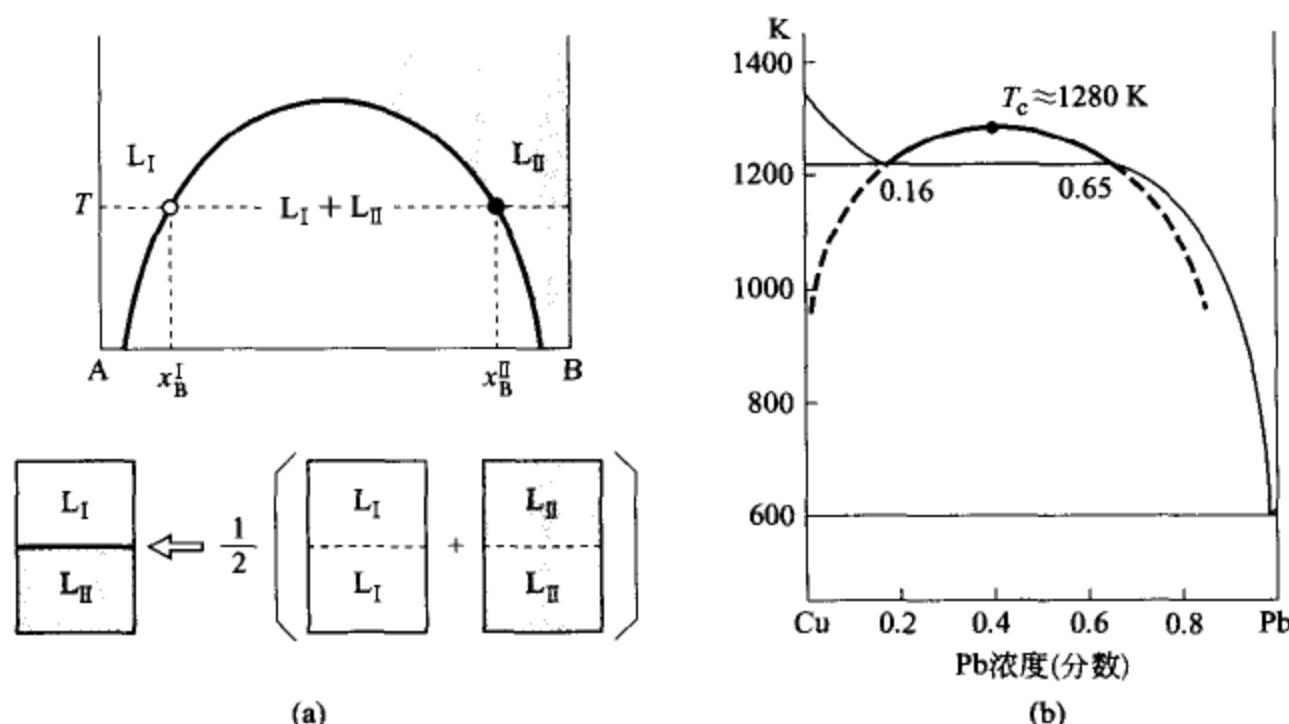 L_I
L_II
T
L_I + L_II
A
x_B^I
x_B^II
B
L_I
L_II
1/2
L_I
L_I
+
L_II
L_II
(a)
K
1400
1200
1000
800
600
T_c≈1280 K
0.16
0.65
Cu
0.2
0.4
0.6
0.8
Pb
Pb浓度(分数)
(b)